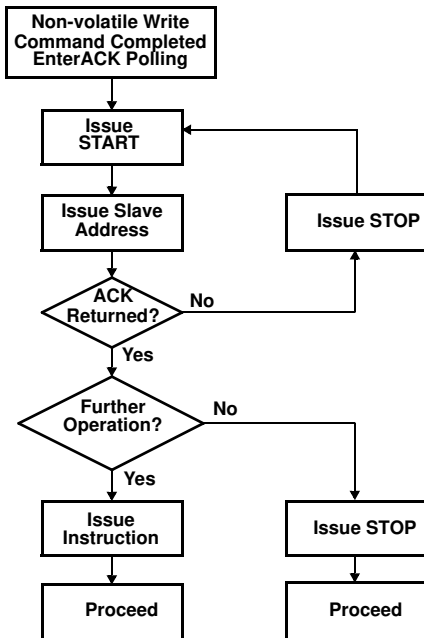 Non-volatile Write
Command Completed
EnterACK Polling
Issue
START
Issue Slave
Address
Issue STOP
ACK
Returned?
No
Yes
Further
Operation?
No
Yes
Issue
Instruction
Issue STOP
Proceed
Proceed